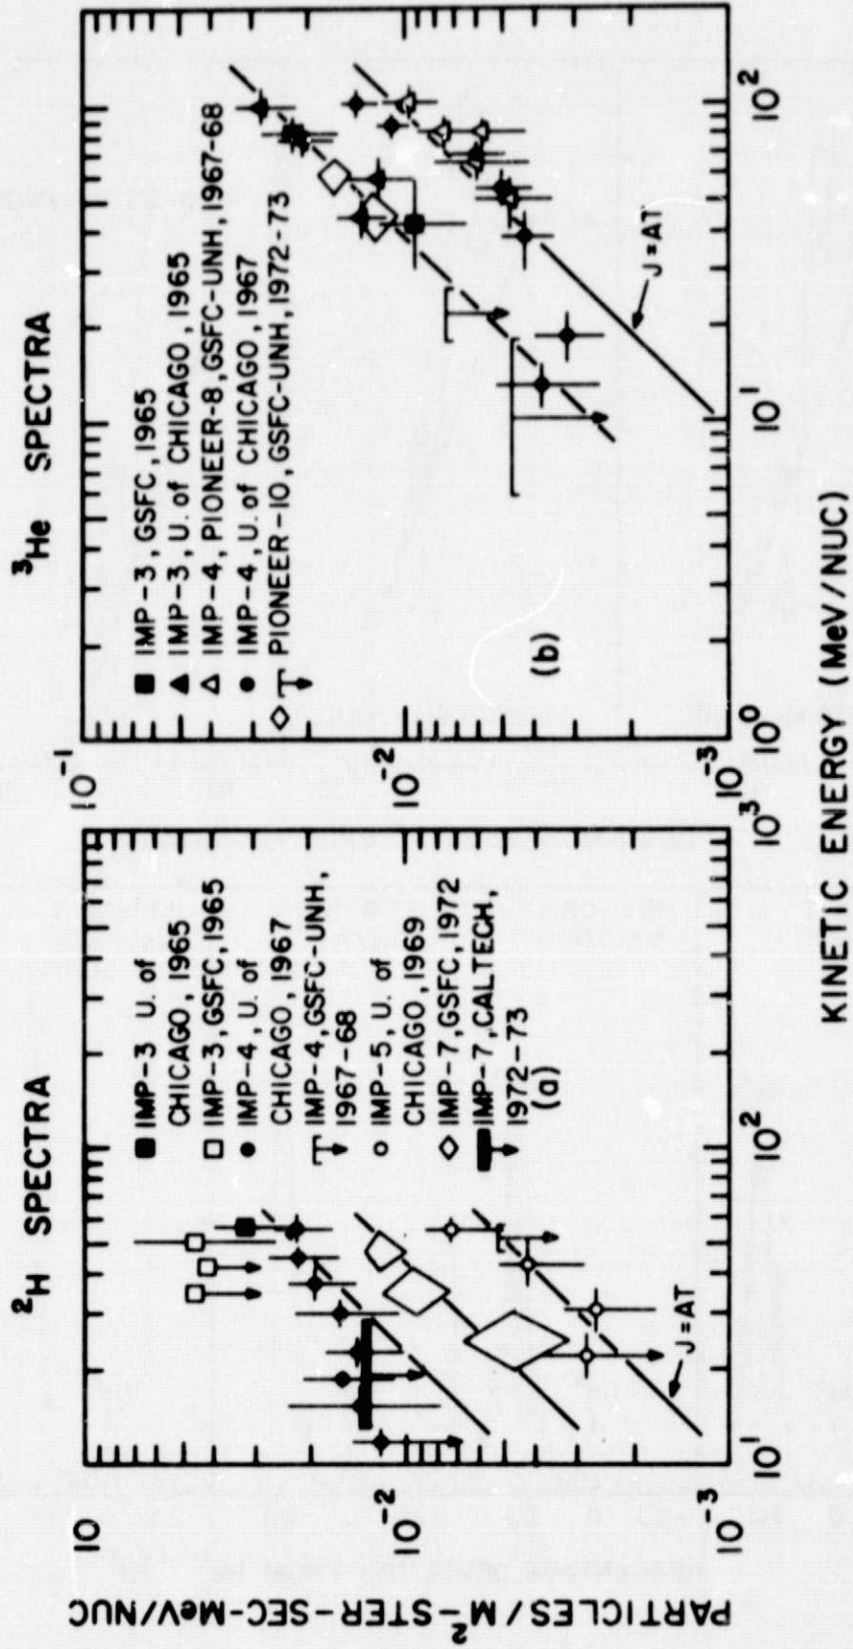 ²H SPECTRA
PARTICLES/M²-STER-SEC-MeV/NUC
10
10⁻²
10⁻³
■ IMP-3 U. of
CHICAGO, 1965
□ IMP-3, GSFC, 1965
● IMP-4, U. of
CHICAGO, 1967
IMP-4, GSFC-UNH,
1967-68
○ IMP-5, U. of
CHICAGO, 1969
◇ IMP-7, GSFC, 1972
IMP-7, CALTECH,
1972-73
(a)
J=AT
10¹
10²
10³
³He SPECTRA
10⁻¹
10⁻²
10⁻³
■ IMP-3, GSFC, 1965
▲ IMP-3, U. of CHICAGO, 1965
△ IMP-4, PIONEER-8, GSFC-UNH, 1967-68
● IMP-4, U. of CHICAGO, 1967
◇ PIONEER-10, GSFC-UNH, 1972-73
(b)
J=AT
10⁰
10¹
10²
KINETIC ENERGY (MeV/NUC)